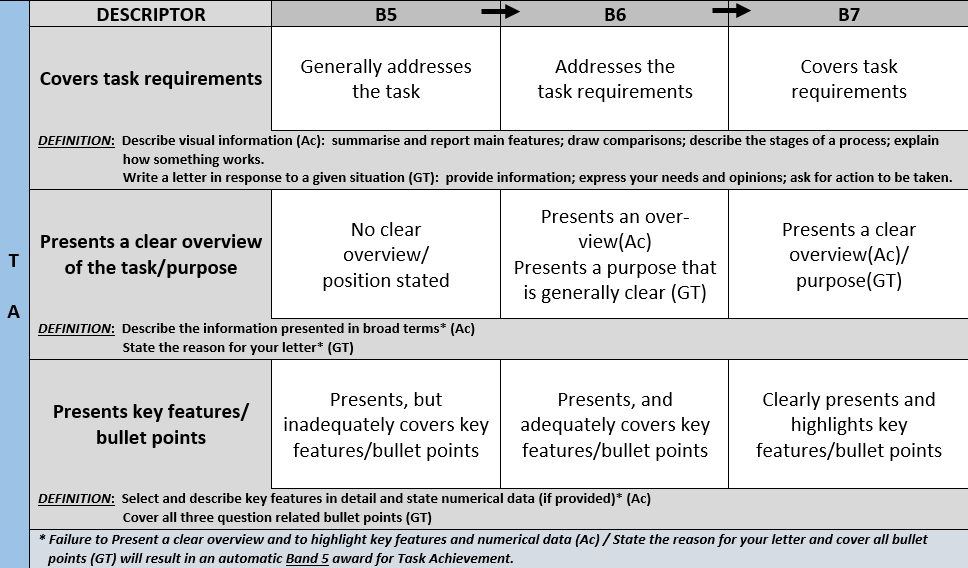 DESCRIPTOR B5 B6 B7
Covers task requirements
Generally addresses
the task
Addresses the
task requirements
Covers task
requirements
DEFINITION: Describe visual information (Ac): summarise and report main features; draw comparisons; describe the stages of a process; explain
how something works.
Write a letter in response to a given situation (GT): provide information; express your needs and opinions; ask for action to be taken.
T
A
Presents a clear overview
of the task/purpose
No clear
overview/
position stated
Presents an over-
view(Ac)
Presents a purpose that
is generally clear (GT)
Presents a clear
overview(Ac)/
purpose(GT)
DEFINITION: Describe the information presented in broad terms* (Ac)
State the reason for your letter* (GT)
Presents key features/
bullet points
Presents, but
inadequately covers key
features/bullet points
Presents, and
adequately covers key
features/bullet points
Clearly presents and
highlights key
features/bullet points
DEFINITION: Select and describe key features in detail and state numerical data (if provided)* (Ac)
Cover all three question related bullet points (GT)
* Failure to Present a clear overview and to highlight key features and numerical data (Ac) / State the reason for your letter and cover all bullet
points (GT) will result in an automatic Band 5 award for Task Achievement.